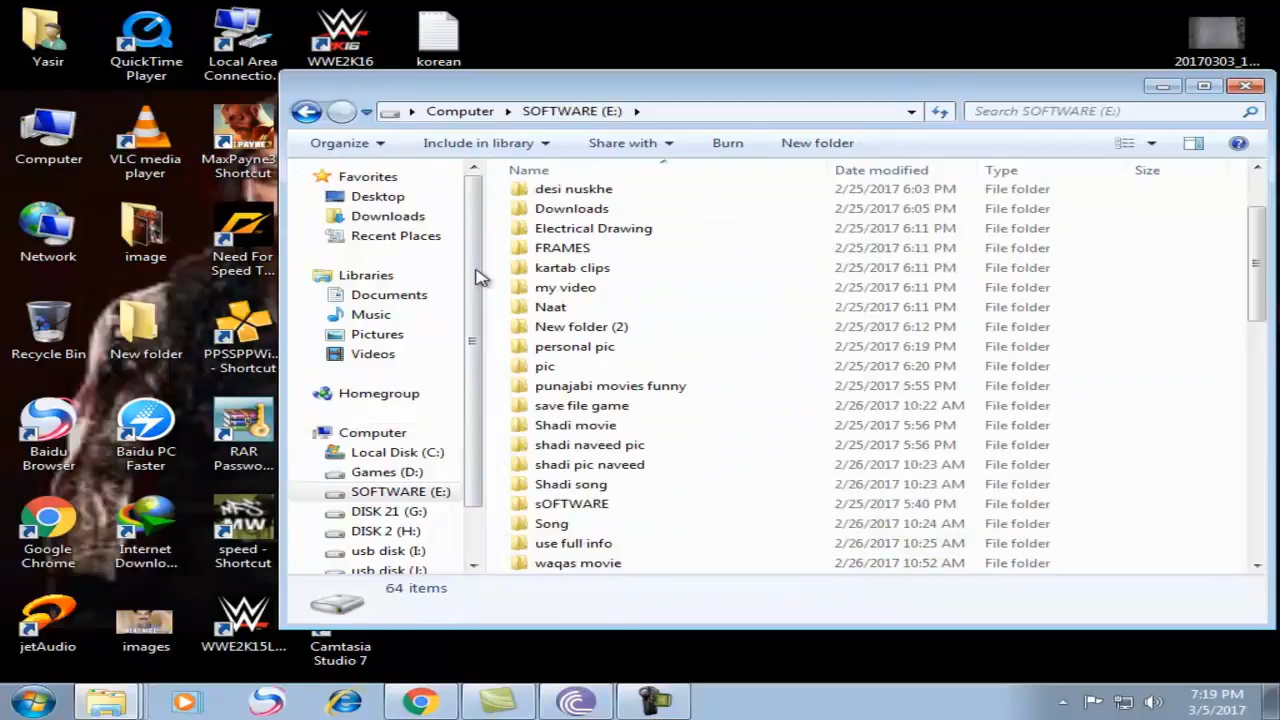 Yasir
QuickTime Player
Local Area Connectio...
WWE2K16
korean
20170303_1...
Computer
VLC media player
MaxPayne3 Shortcut
Network
image
Need For Speed T...
Recycle Bin
New folder
PPSSPPWi... - Shortcut
Baidu Browser
Baidu PC Faster
RAR Passwo...
Google Chrome
Internet Downlo...
speed - Shortcut
jetAudio
images
WWE2K15L...
Camtasia Studio 7
Computer SOFTWARE (E:)
Search SOFTWARE (E:)
Organize Include in library Share with Burn New folder
Favorites
Desktop
Downloads
Recent Places
Libraries
Documents
Music
Pictures
Videos
Homegroup
Computer
Local Disk (C:)
Games (D:)
SOFTWARE (E:)
DISK 21 (G:)
DISK 2 (H:)
usb disk (I:)
usb disk (J:)
Name Date modified Type Size
desi nuskhe 2/25/2017 6:03 PM File folder
Downloads 2/25/2017 6:05 PM File folder
Electrical Drawing 2/25/2017 6:11 PM File folder
FRAMES 2/25/2017 6:11 PM File folder
kartab clips 2/25/2017 6:11 PM File folder
my video 2/25/2017 6:11 PM File folder
Naat 2/25/2017 6:11 PM File folder
New folder (2) 2/25/2017 6:12 PM File folder
personal pic 2/25/2017 6:19 PM File folder
pic 2/25/2017 6:20 PM File folder
punajabi movies funny 2/25/2017 5:55 PM File folder
save file game 2/26/2017 10:22 AM File folder
Shadi movie 2/25/2017 5:56 PM File folder
shadi naveed pic 2/25/2017 5:56 PM File folder
shadi pic naveed 2/26/2017 10:23 AM File folder
Shadi song 2/26/2017 10:23 AM File folder
sOFTWARE 2/25/2017 5:40 PM File folder
Song 2/26/2017 10:24 AM File folder
use full info 2/26/2017 10:25 AM File folder
waqas movie 2/26/2017 10:52 AM File folder
64 items
7:19 PM
3/5/2017